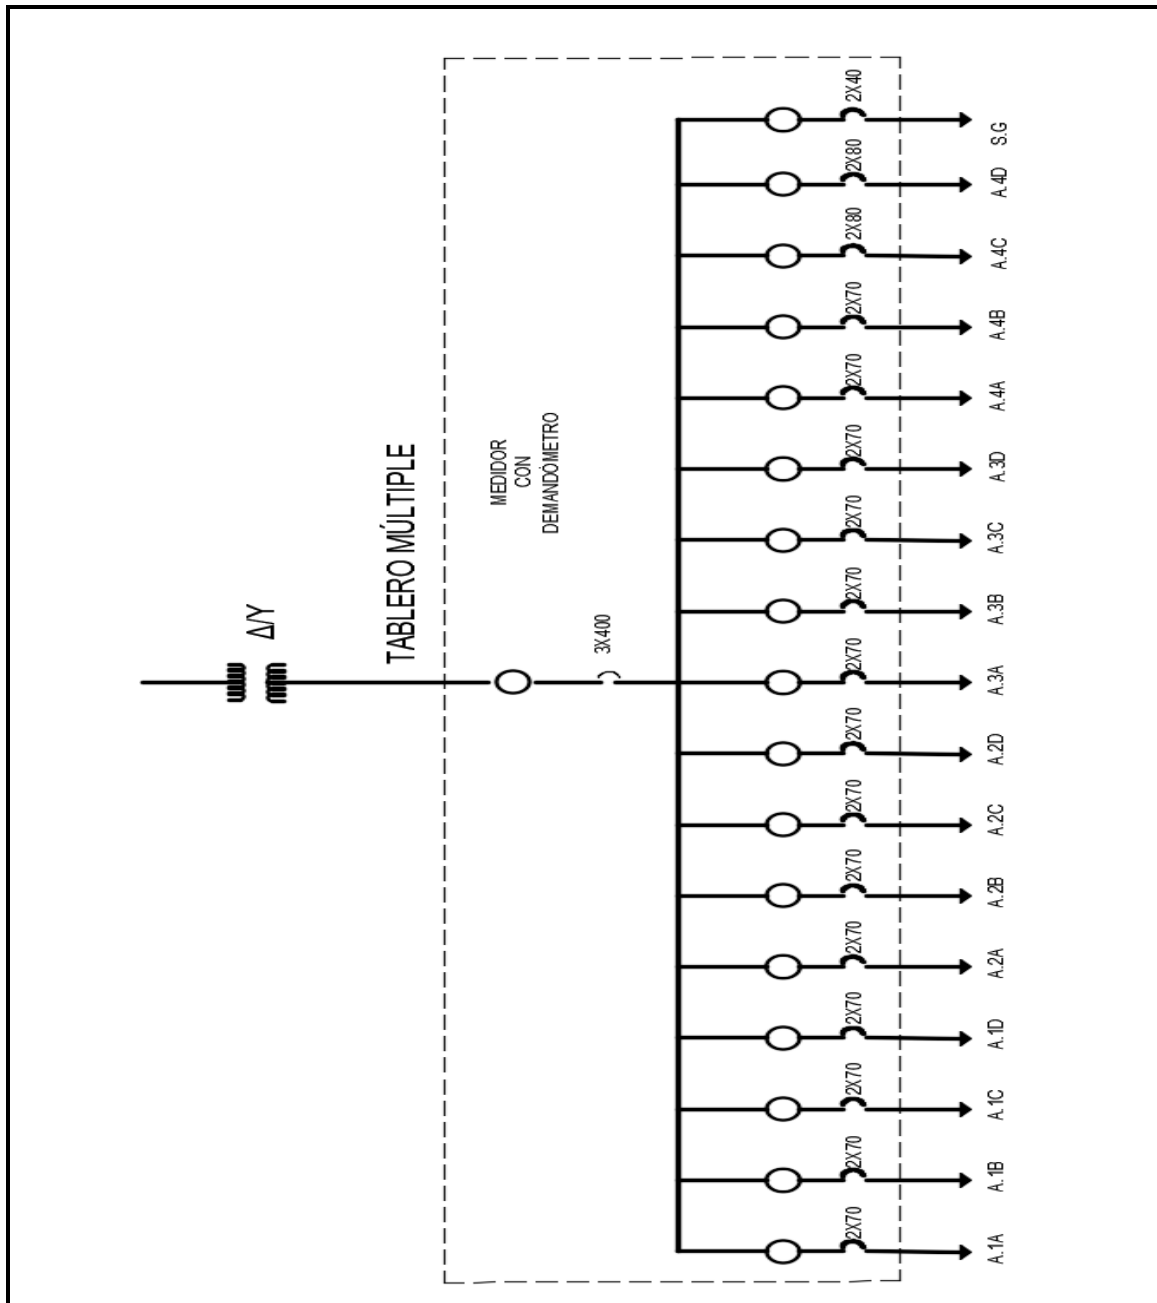 Δ/Y
TABLERO MÚLTIPLE
MEDIDOR
CON
DEMANDÓMETRO
3X400
2X70
2X70
2X70
2X70
2X70
2X70
2X70
2X70
2X70
2X70
2X70
2X70
2X70
2X70
2X80
2X80
2X40
A.1A
A.1B
A.1C
A.1D
A.2A
A.2B
A.2C
A.2D
A.3A
A.3B
A.3C
A.3D
A.4A
A.4B
A.4C
A.4D
S.G